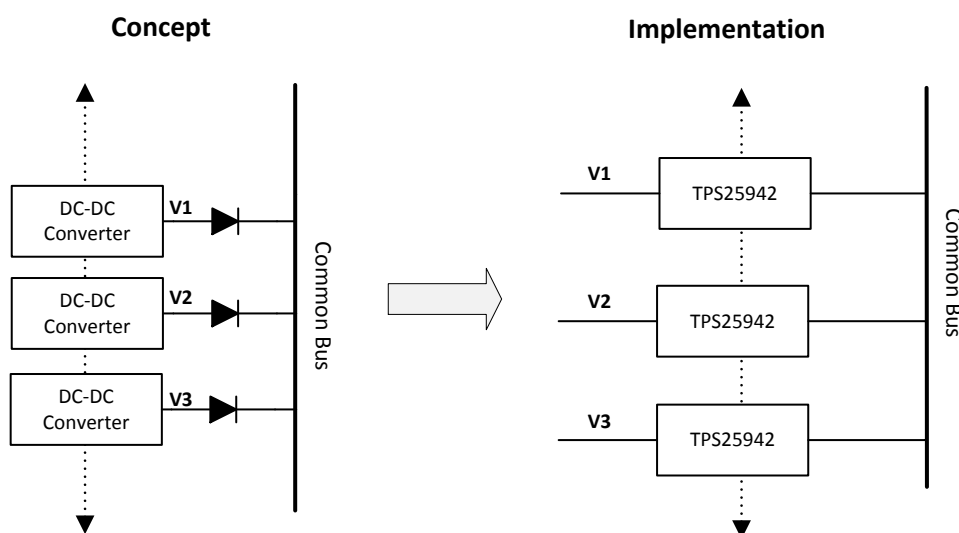 Concept
DC-DC
Converter
V1
DC-DC
Converter
V2
DC-DC
Converter
V3
Common Bus
Implementation
V1
TPS25942
V2
TPS25942
V3
TPS25942
Common Bus